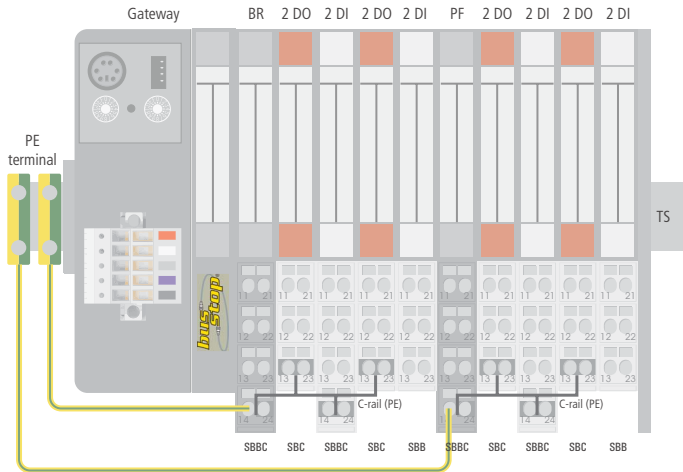 Gateway BR 2 DO 2 DI 2 DO 2 DI PF 2 DO 2 DI 2 DO 2 DI
PE
terminal
TS
bus
stop
11 21 11 21 11 21 11 21 11 21 11 21 11 21 11 21 11 21 11 21
12 22 12 22 12 22 12 22 12 22 12 22 12 22 12 22 12 22 12 22
13 23 13 23 13 23 13 23 13 23 13 23 13 23 13 23 13 23 13 23
C-rail (PE) C-rail (PE)
14 24 14 24 14 24 14 24
SBBC SBC SBBC SBC SBB SBBC SBC SBBC SBC SBB